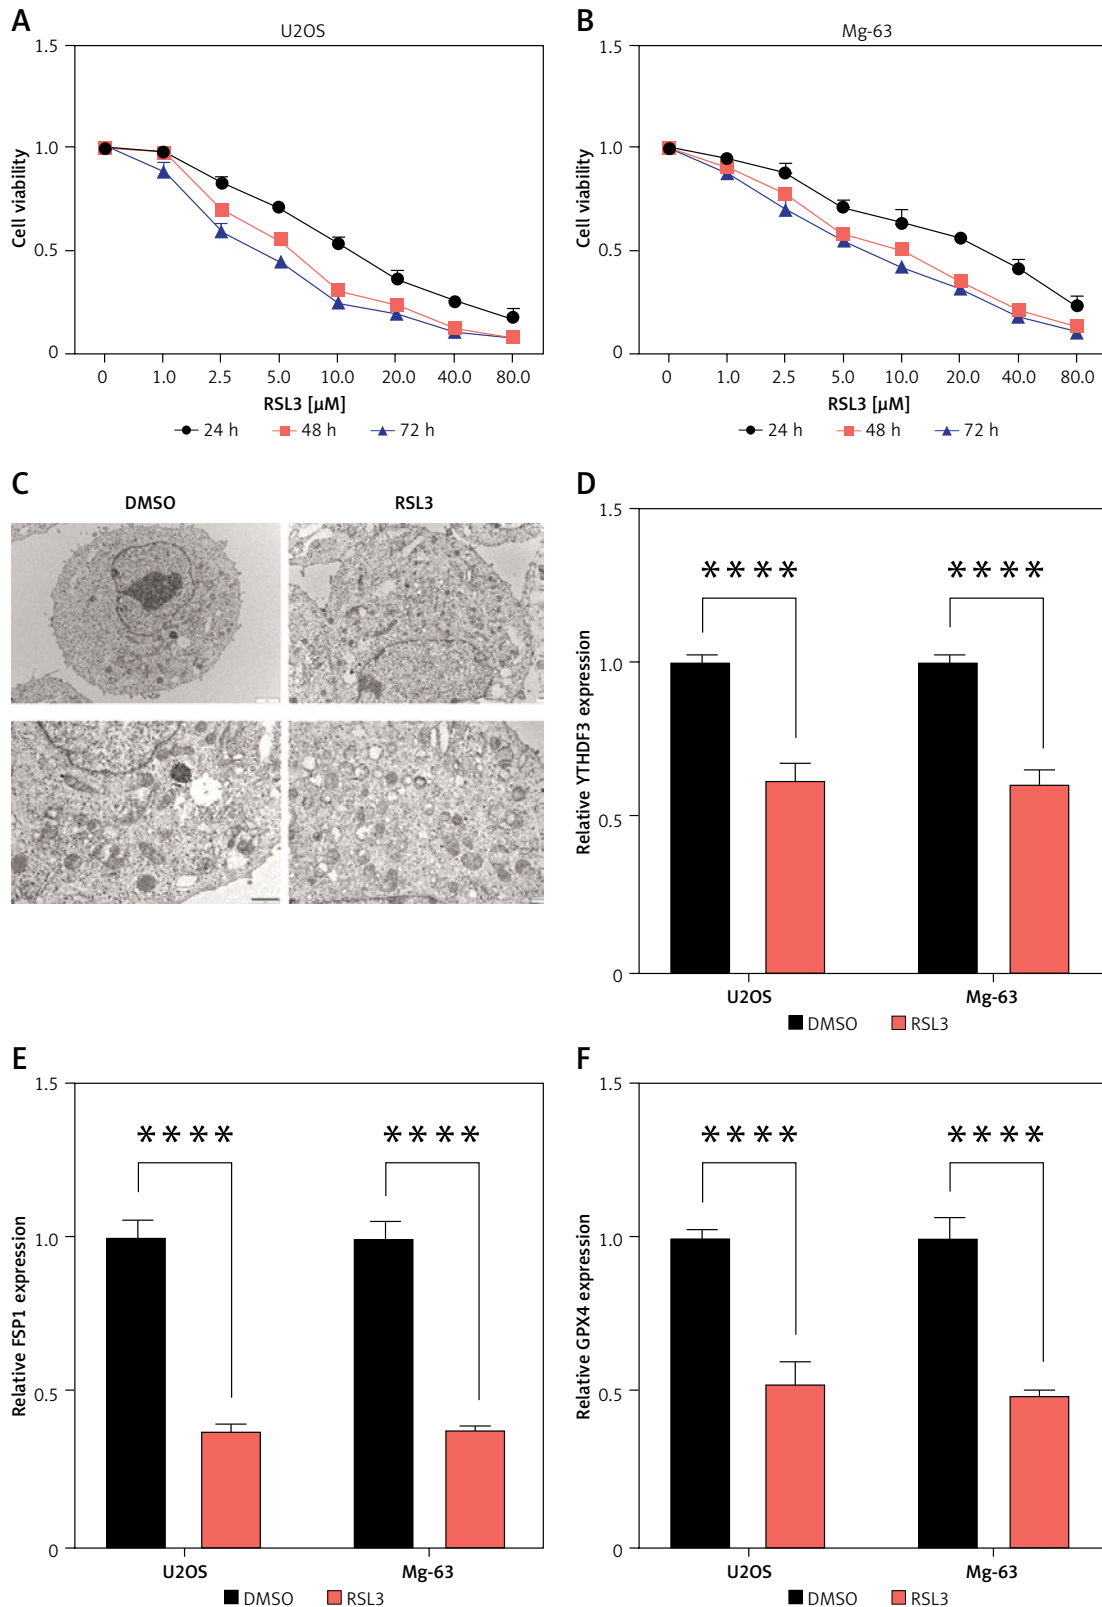 A
U2OS
Cell viability
1.5
1.0
0.5
0
0 1.0 2.5 5.0 10.0 20.0 40.0 80.0
RSL3 [µM]
24 h 48 h 72 h
B
Mg-63
Cell viability
1.5
1.0
0.5
0
0 1.0 2.5 5.0 10.0 20.0 40.0 80.0
RSL3 [µM]
24 h 48 h 72 h
C
DMSO RSL3
D
Relative YTHDF3 expression
1.5
1.0
0.5
0
**** ****
U2OS Mg-63
DMSO RSL3
E
Relative FSP1 expression
1.5
1.0
0.5
0
**** ****
U2OS Mg-63
DMSO RSL3
F
Relative GPX4 expression
1.5
1.0
0.5
0
**** ****
U2OS Mg-63
DMSO RSL3